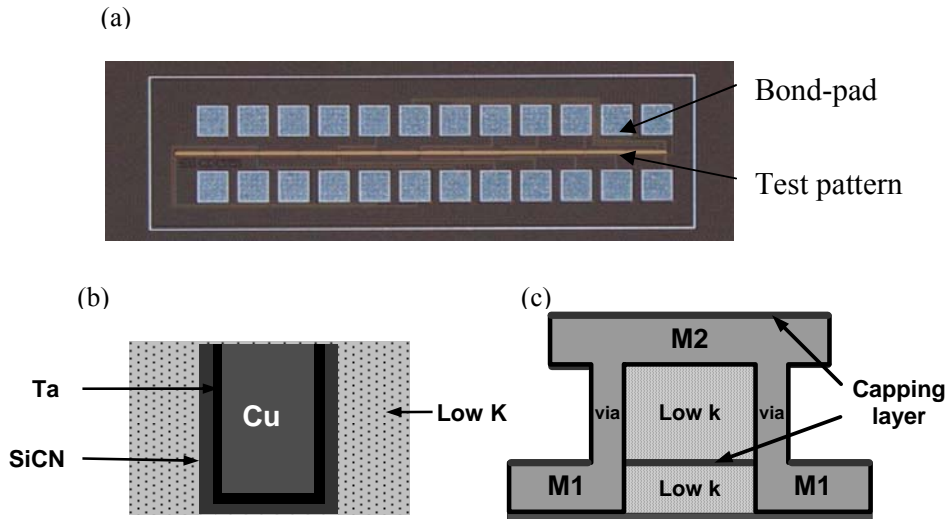 (a)
Bond-pad
Test pattern
(b)
Ta
SiCN
Cu
Low K
(c)
M2
via
Low k
via
Capping
layer
M1
Low k
M1